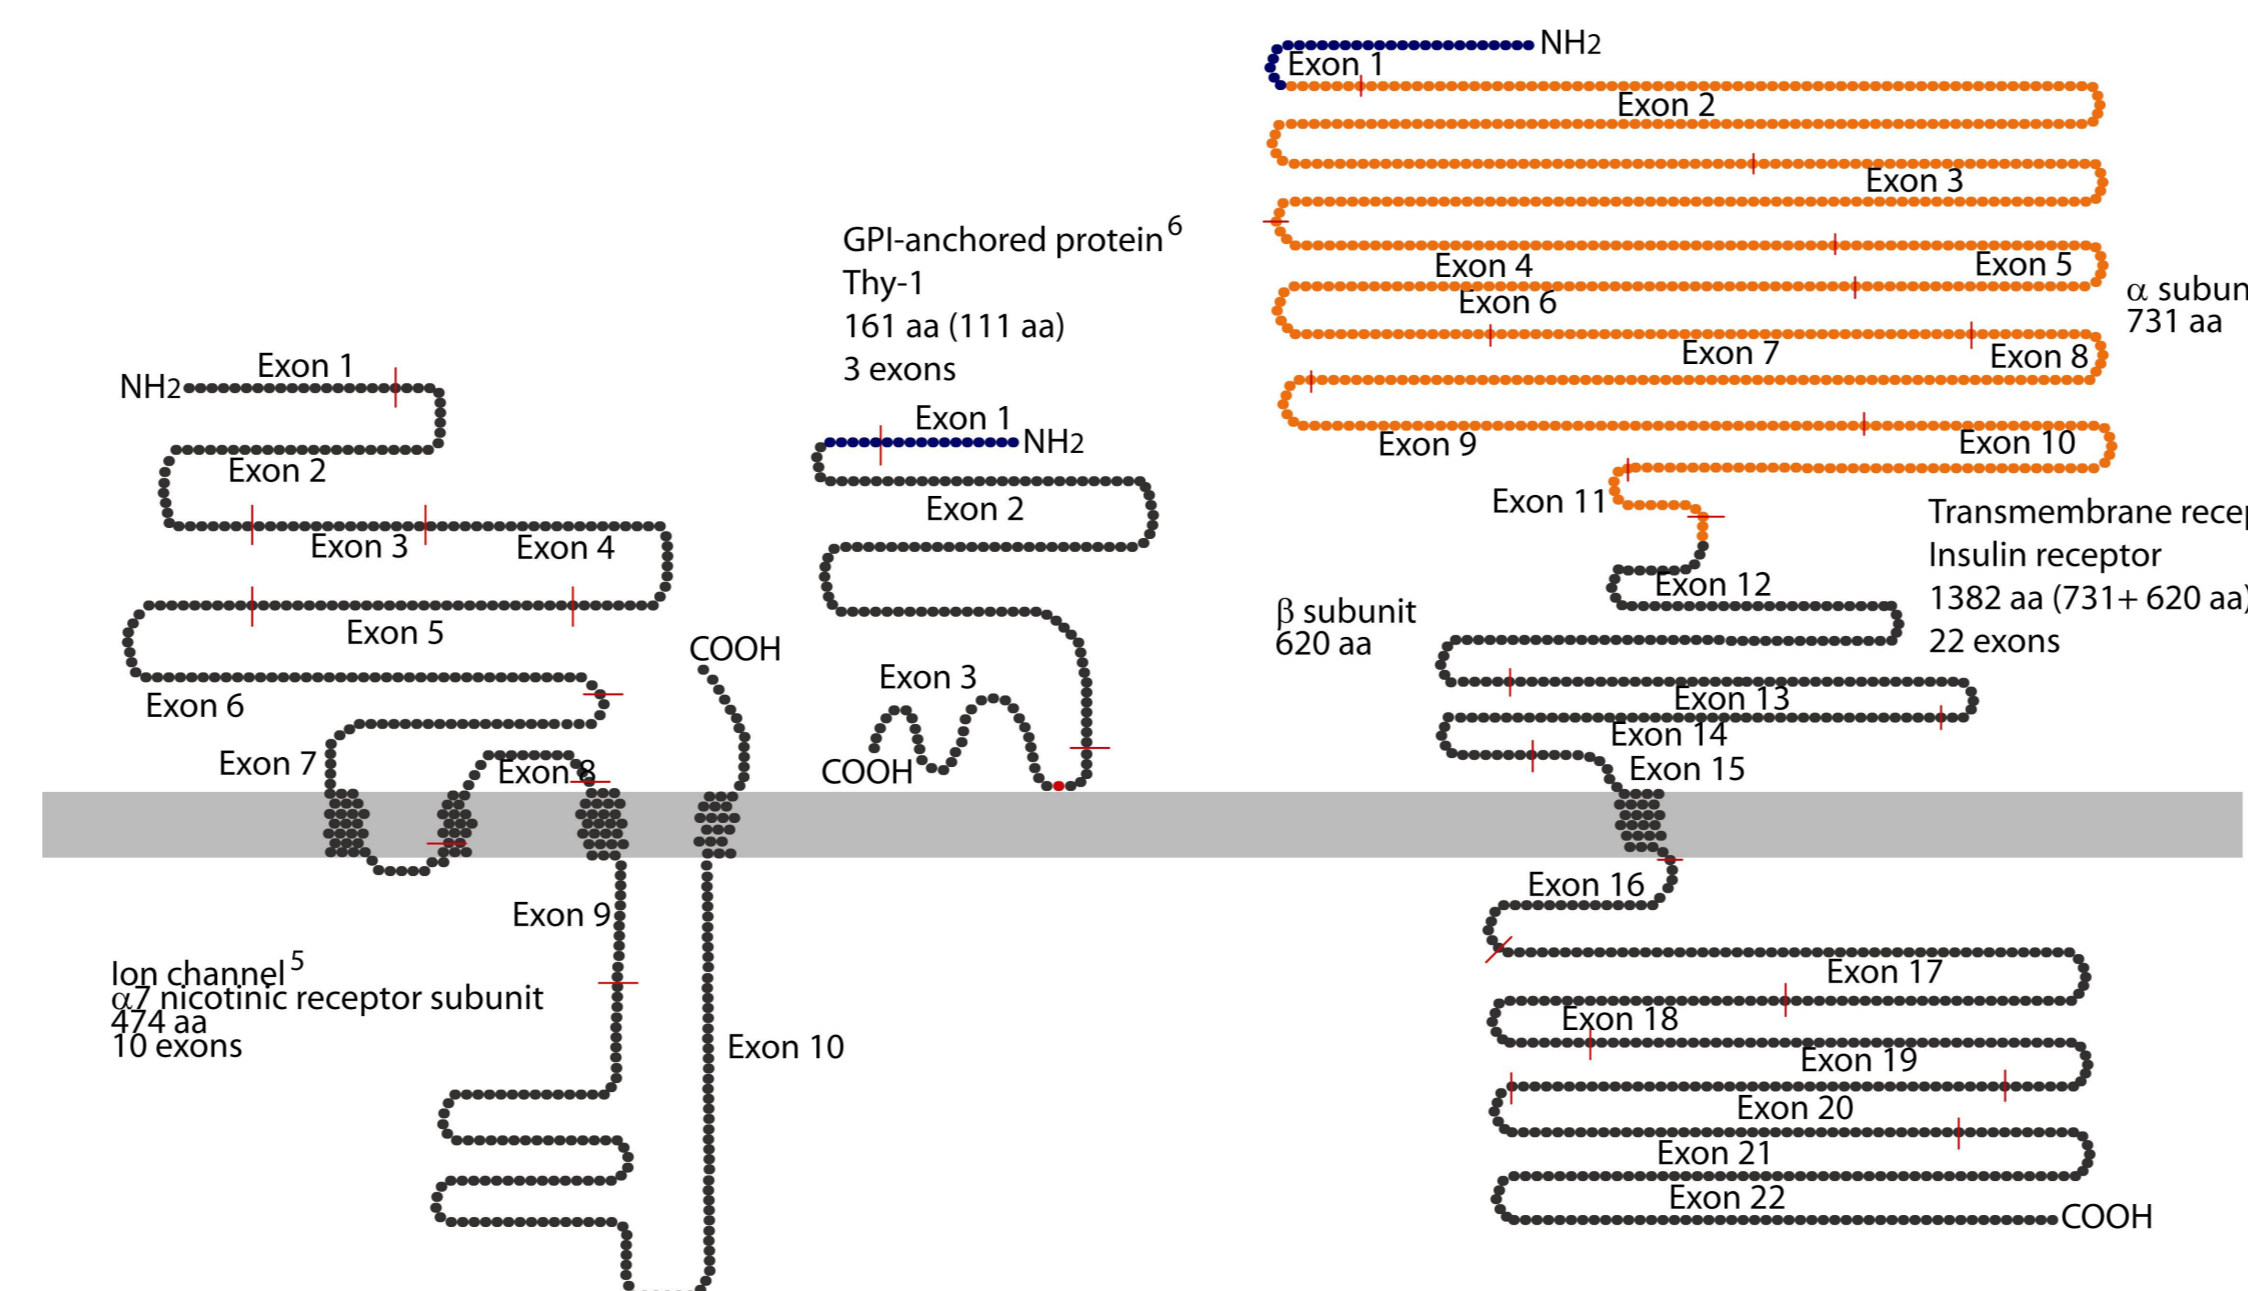 NH2
Exon 1
Exon 2
Exon 3
Exon 4
Exon 5
Exon 6
Exon 7
Exon 8
Exon 9
Exon 10
COOH
Ion channel5
α7 nicotinic receptor subunit
474 aa
10 exons
GPI-anchored protein6
Thy-1
161 aa (111 aa)
3 exons
Exon 1
NH2
Exon 2
Exon 3
COOH
NH2
Exon 1
Exon 2
Exon 3
Exon 4
Exon 5
Exon 6
α subun
731 aa
Exon 7
Exon 8
Exon 9
Exon 10
Exon 11
Transmembrane recep
Insulin receptor
1382 aa (731+ 620 aa)
22 exons
Exon 12
β subunit
620 aa
Exon 13
Exon 14
Exon 15
Exon 16
Exon 17
Exon 18
Exon 19
Exon 20
Exon 21
Exon 22
COOH